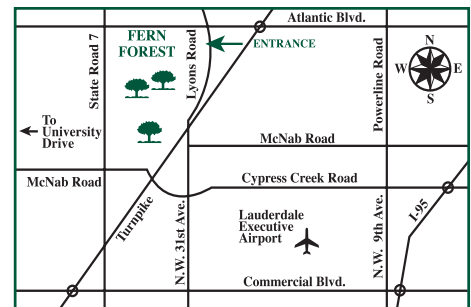 Atlantic Blvd.
FERN
FOREST
ENTRANCE
State Road 7
Lyons Road
Powerline Road
N
W
E
S
To
University
Drive
McNab Road
McNab Road
Cypress Creek Road
Turnpike
N.W. 31st Ave.
Lauderdale
Executive
Airport
N.W. 9th Ave.
I-95
Commercial Blvd.